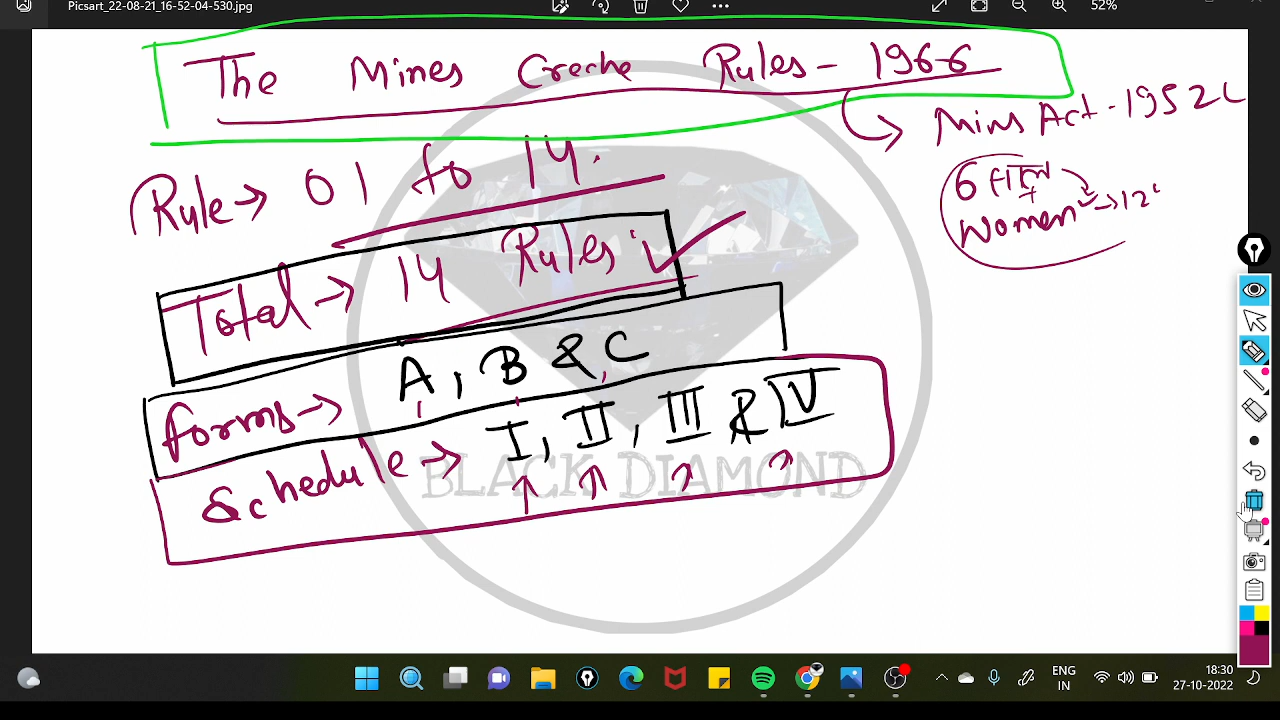 Picsart_22-08-21_16-52-04-530.jpg
52%
The Mines Creche Rules - 1966
Mins Act - 1952
Rule → 01 to 14.
6
Women → 12
Total → 14 Rules
forms → A, B & C
Schedule → I, II, III & IV
BLACK DIAMOND
ENG
IN
18:30
27-10-2022